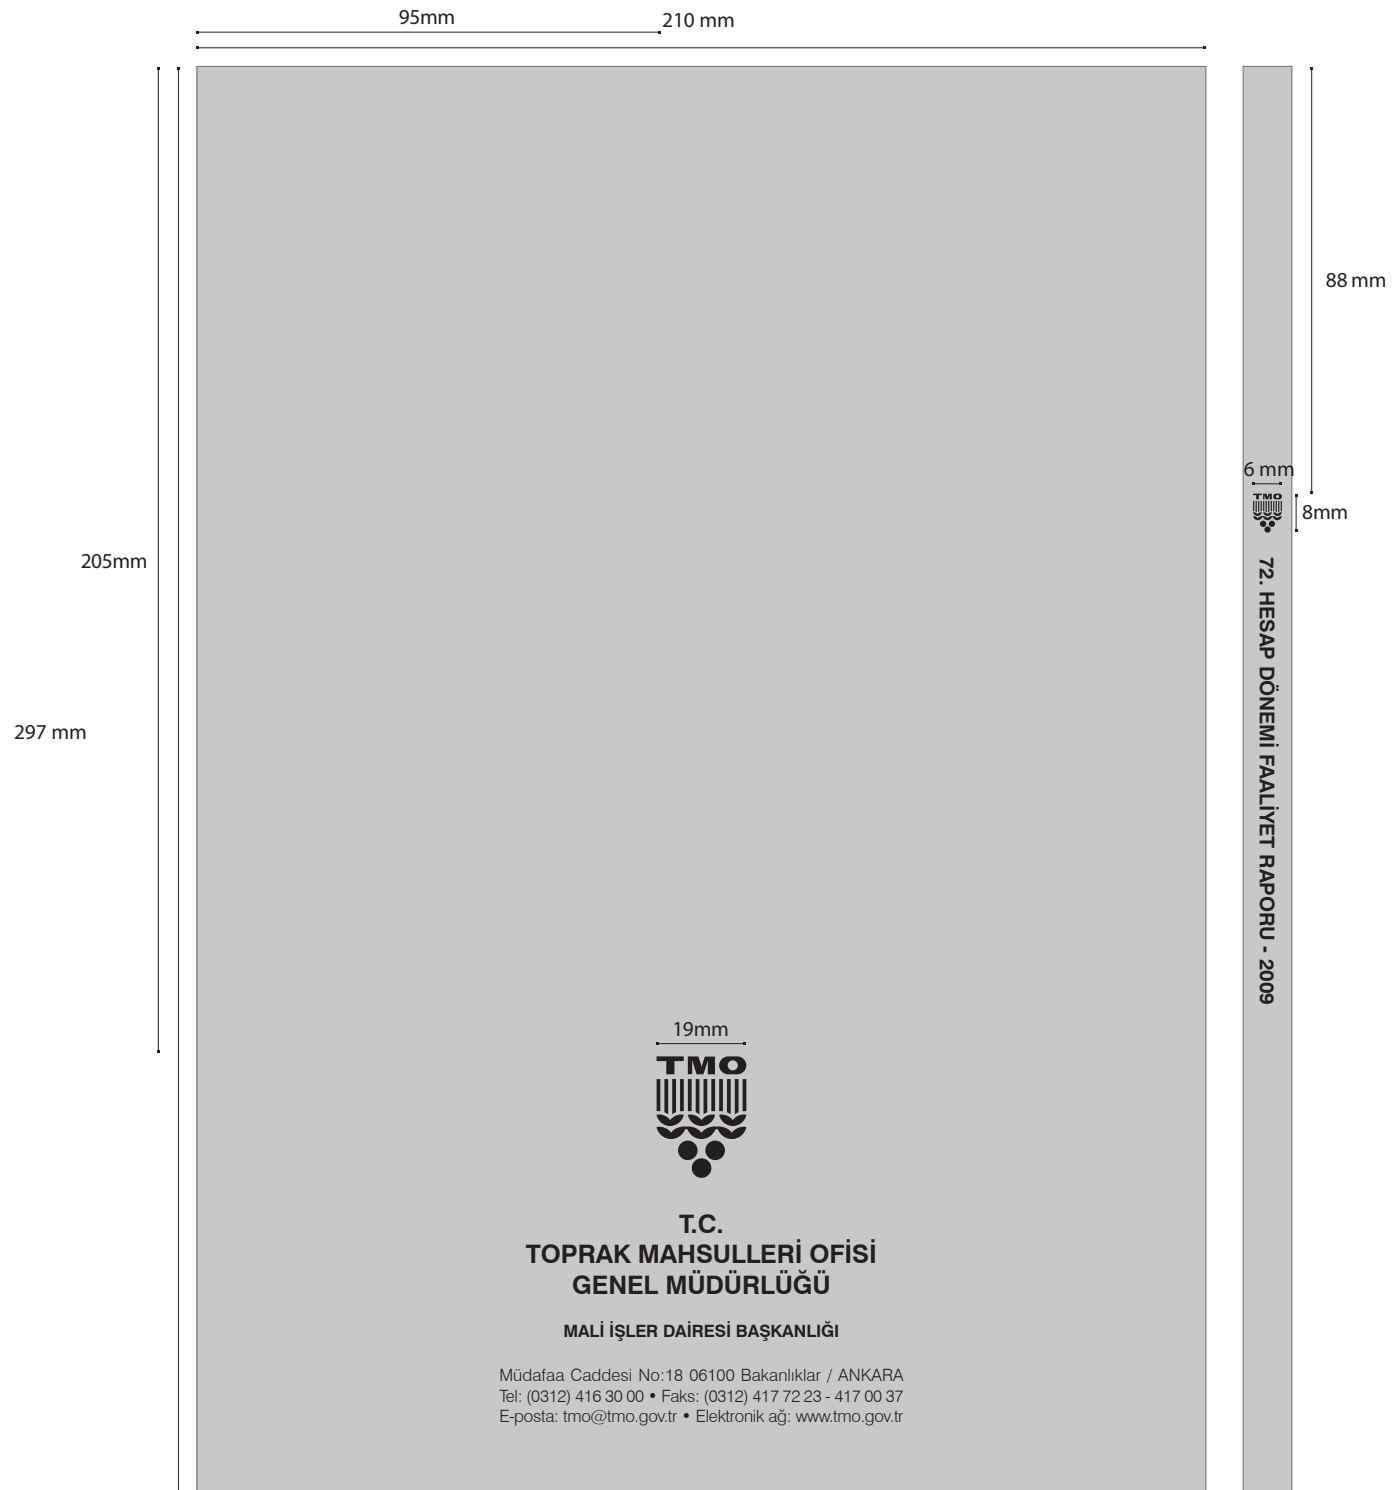 95mm
210 mm
88 mm
6 mm
TMO
8mm
205mm
72. HESAP DÖNEMİ FAALİYET RAPORU - 2009
297 mm
19mm
TMO
T.C.
TOPRAK MAHSULLERİ OFİSİ
GENEL MÜDÜRLÜĞÜ
MALİ İŞLER DAİRESİ BAŞKANLIĞI
Müdafaa Caddesi No:18 06100 Bakanlıklar / ANKARA
Tel: (0312) 416 30 00 • Faks: (0312) 417 72 23 - 417 00 37
E-posta: tmo@tmo.gov.tr • Elektronik ağ: www.tmo.gov.tr